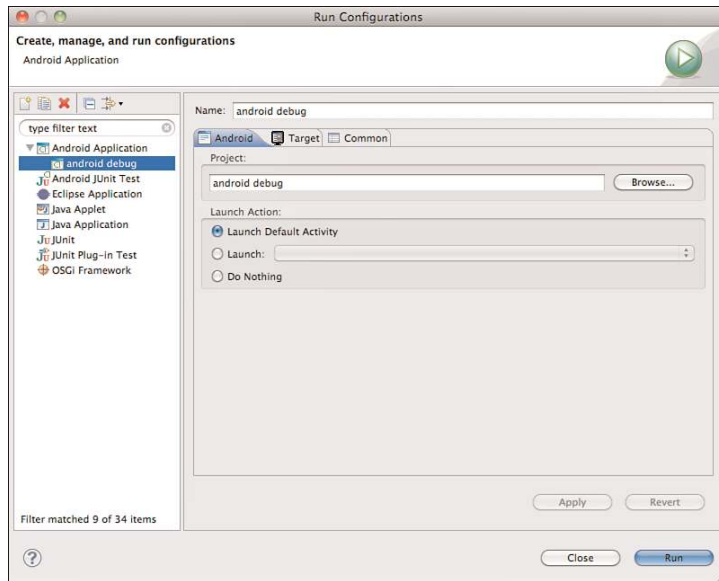 Run Configurations
Create, manage, and run configurations
Android Application
type filter text
Android Application
android debug
Android JUnit Test
Eclipse Application
Java Applet
Java Application
JUnit
JUnit Plug-in Test
OSGi Framework
Filter matched 9 of 34 items
Name: android debug
Android Target Common
Project:
android debug Browse...
Launch Action:
Launch Default Activity
Launch:
Do Nothing
Apply Revert
? Close Run